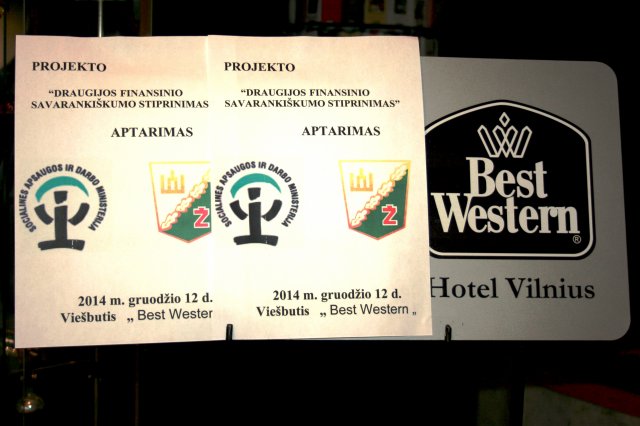 PROJEKTO
“DRAUGIJOS FINANSINIO
SAVARANKIŠKUMO STIPRINIMAS
APTARIMAS
SOCIALINĖS APSAUGOS IR DARBO MINISTERIJA
Ž
2014 m. gruodžio 12 d.
Viešbutis „ Best Wester
PROJEKTO
“DRAUGIJOS FINANSINIO
SAVARANKIŠKUMO STIPRINIMAS”
APTARIMAS
SOCIALINĖS APSAUGOS IR DARBO MINISTERIJA
Ž
2014 m. gruodžio 12 d.
Viešbutis „ Best Western „
Best
Western
®
Hotel Vilnius